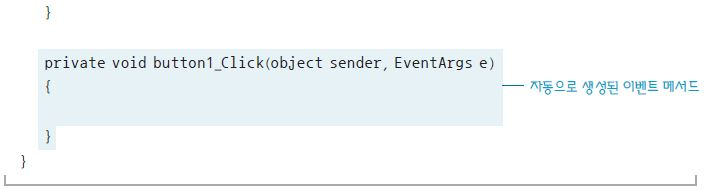 }
private void button1_Click(object sender, EventArgs e)
{
자동으로 생성된 이벤트 메서드
}
}